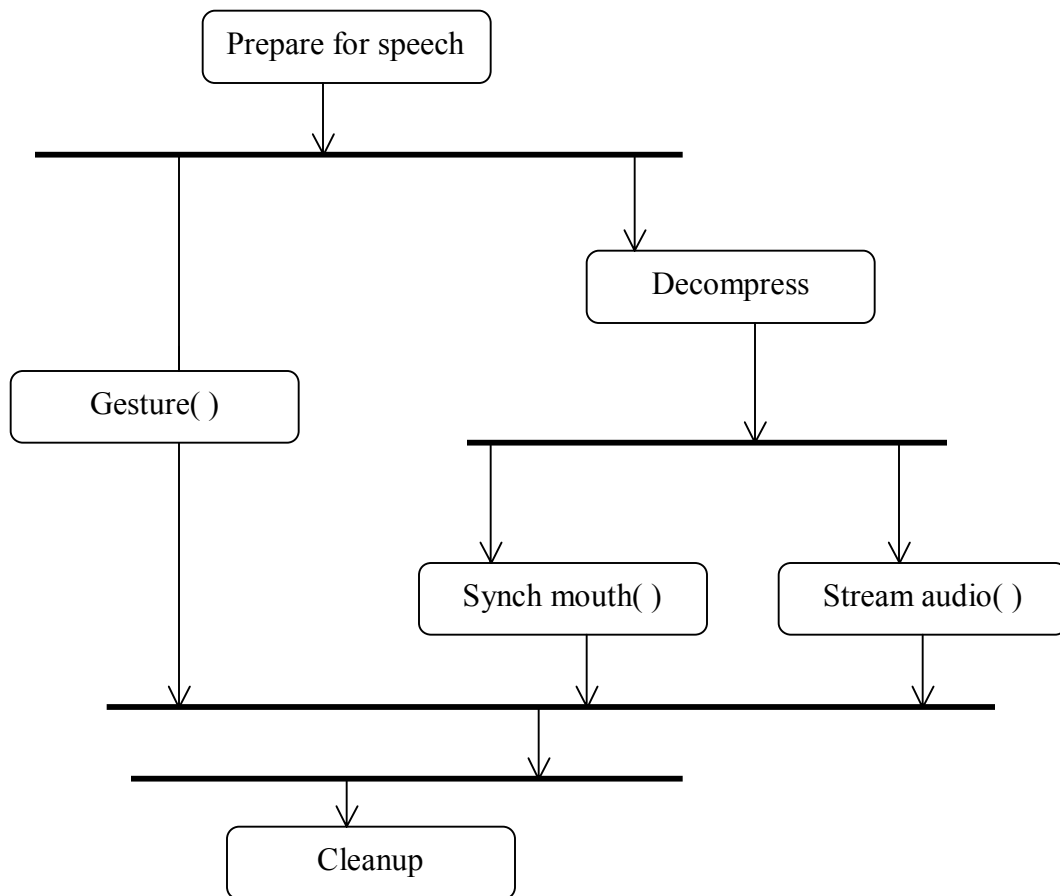 Prepare for speech
Decompress
Gesture( )
Synch mouth( )
Stream audio( )
Cleanup